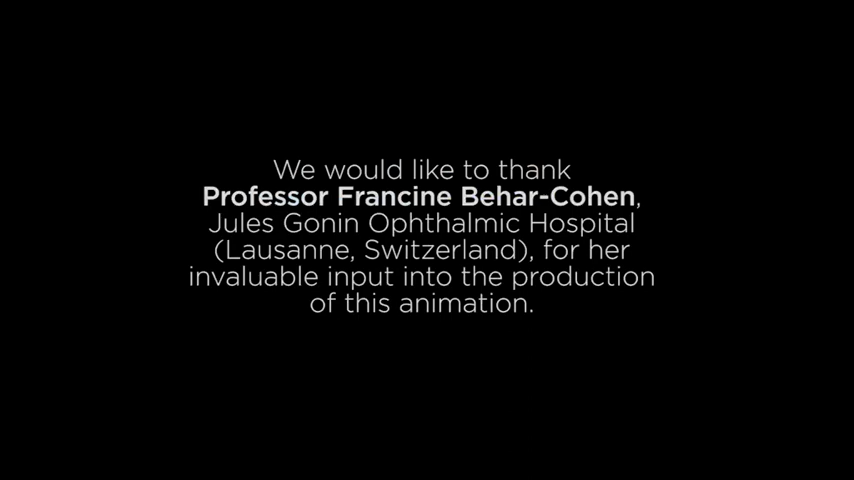 We would like to thank
Professor Francine Behar-Cohen,
Jules Gonin Ophthalmic Hospital
(Lausanne, Switzerland), for her
invaluable input into the production
of this animation.